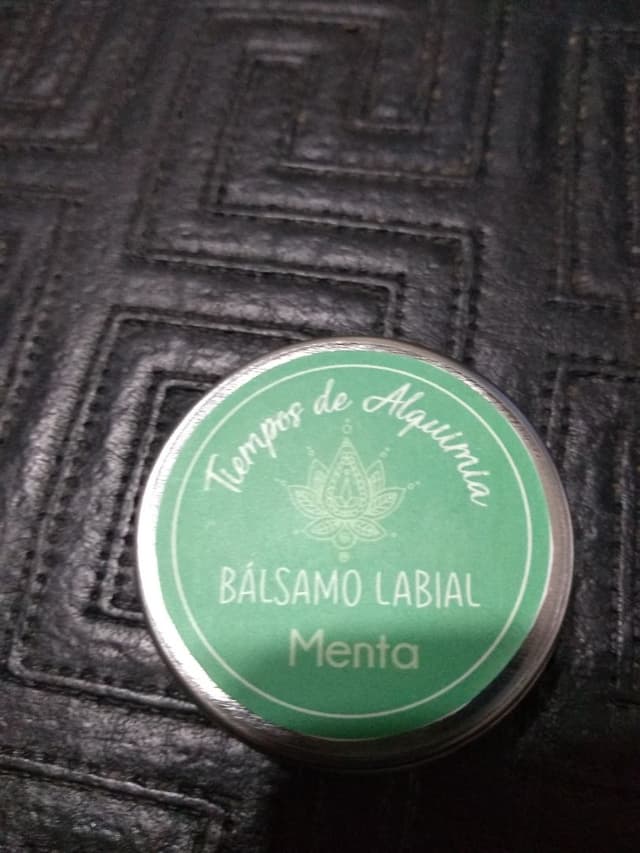 Tiempos de Alquimia
BÁLSAMO LABIAL
Menta